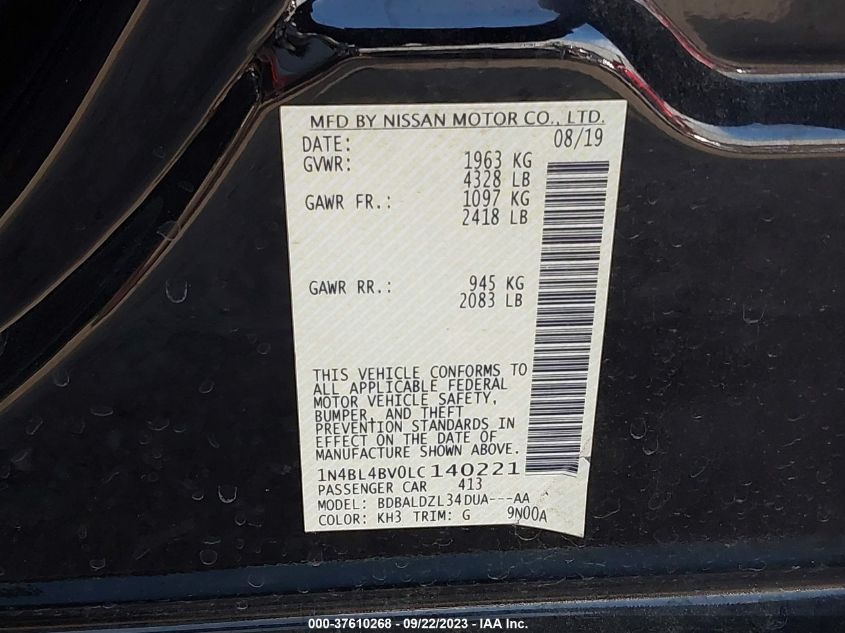 MFD BY NISSAN MOTOR CO., LTD.
DATE: 08/19
GVWR: 1963 KG
4328 LB
GAWR FR.: 1097 KG
2418 LB
GAWR RR.: 945 KG
2083 LB
THIS VEHICLE CONFORMS TO
ALL APPLICABLE FEDERAL
MOTOR VEHICLE SAFETY,
BUMPER, AND THEFT
PREVENTION STANDARDS IN
EFFECT ON THE DATE OF
MANUFACTURE SHOWN ABOVE.
1N4BL4BV0LC140221
PASSENGER CAR 413
MODEL: BDBALDZL34DUA---AA
COLOR: KH3 TRIM: G 9N00A
000-37610268 - 09/22/2023 - IAA Inc.